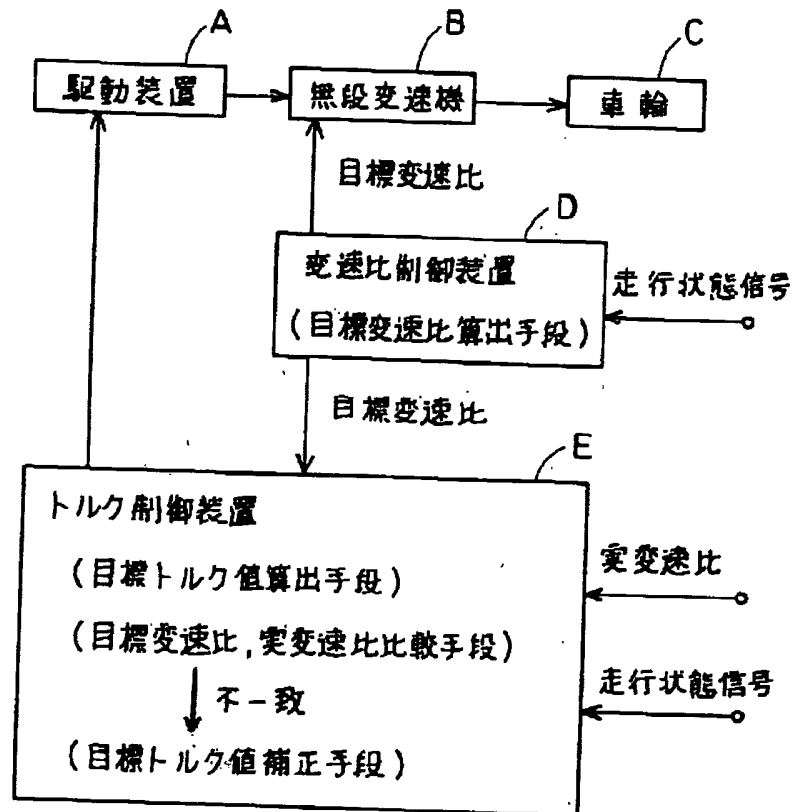 A
B
C
駆動装置
無段変速機
車輪
目標変速比
D
変速比制御装置
(目標変速比算出手段)
走行状態信号
目標変速比
E
トルク制御装置
(目標トルク値算出手段)
(目標変速比,実変速比比較手段)
不一致
(目標トルク値補正手段)
実変速比
走行状態信号